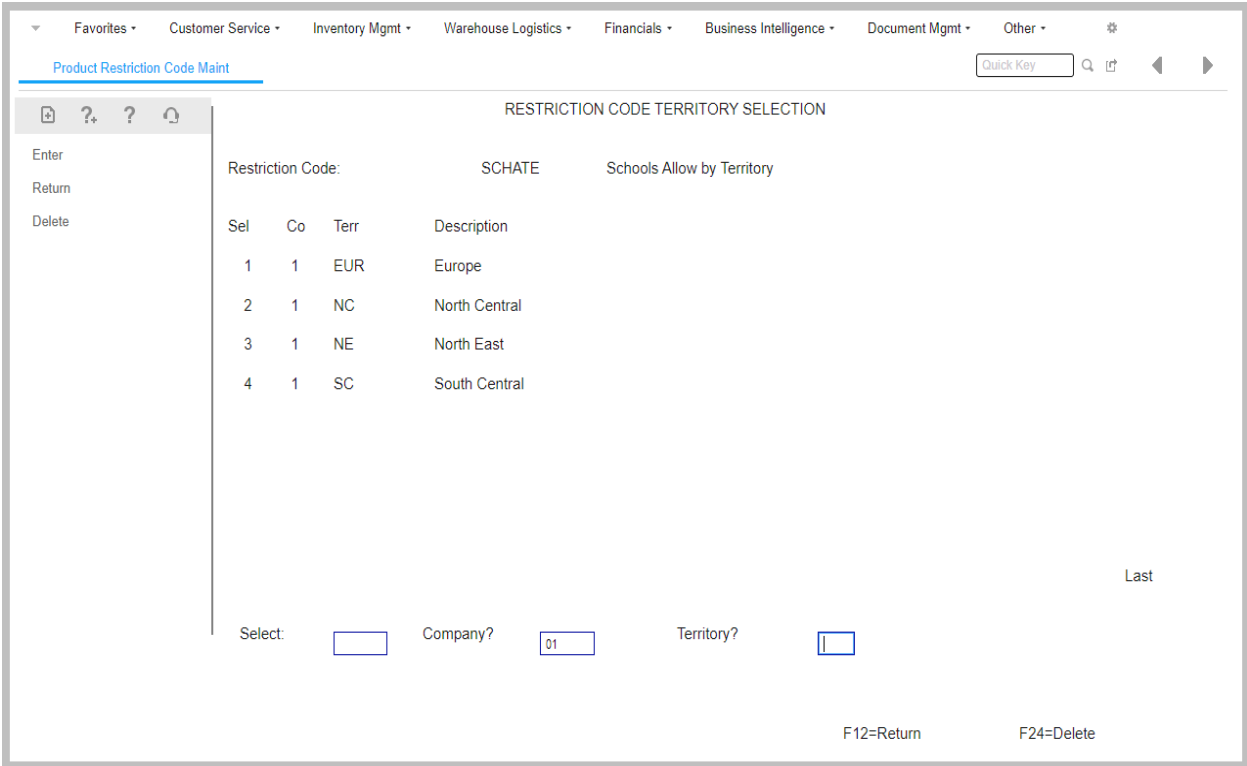 Favorites Customer Service Inventory Mgmt Warehouse Logistics Financials Business Intelligence Document Mgmt Other
Product Restriction Code Maint Quick Key
RESTRICTION CODE TERRITORY SELECTION
Enter
Return
Delete
Restriction Code: SCHATE Schools Allow by Territory
Sel Co Terr Description
1 1 EUR Europe
2 1 NC North Central
3 1 NE North East
4 1 SC South Central
Last
Select: Company? 01 Territory?
F12=Return F24=Delete